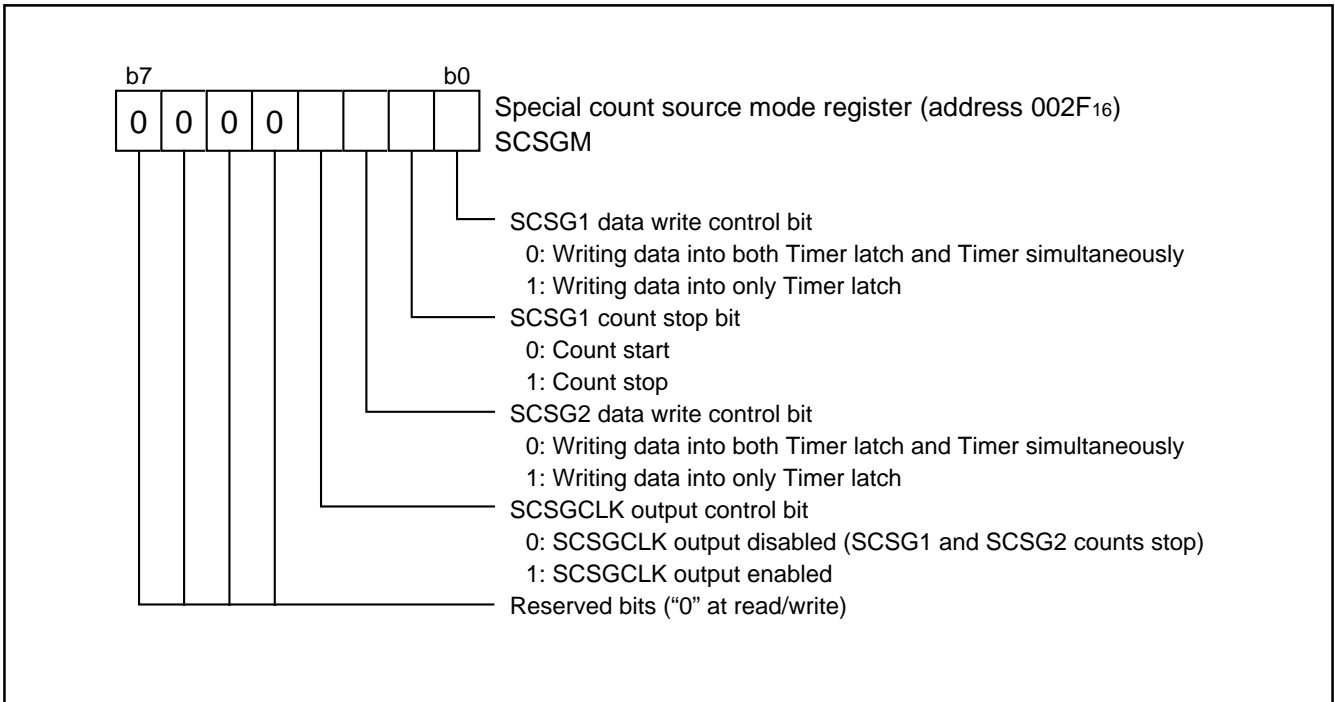 b7 b0
0 0 0 0
Special count source mode register (address 002F16)
SCSGM
SCSG1 data write control bit
0: Writing data into both Timer latch and Timer simultaneously
1: Writing data into only Timer latch
SCSG1 count stop bit
0: Count start
1: Count stop
SCSG2 data write control bit
0: Writing data into both Timer latch and Timer simultaneously
1: Writing data into only Timer latch
SCSGCLK output control bit
0: SCSGCLK output disabled (SCSG1 and SCSG2 counts stop)
1: SCSGCLK output enabled
Reserved bits (“0” at read/write)